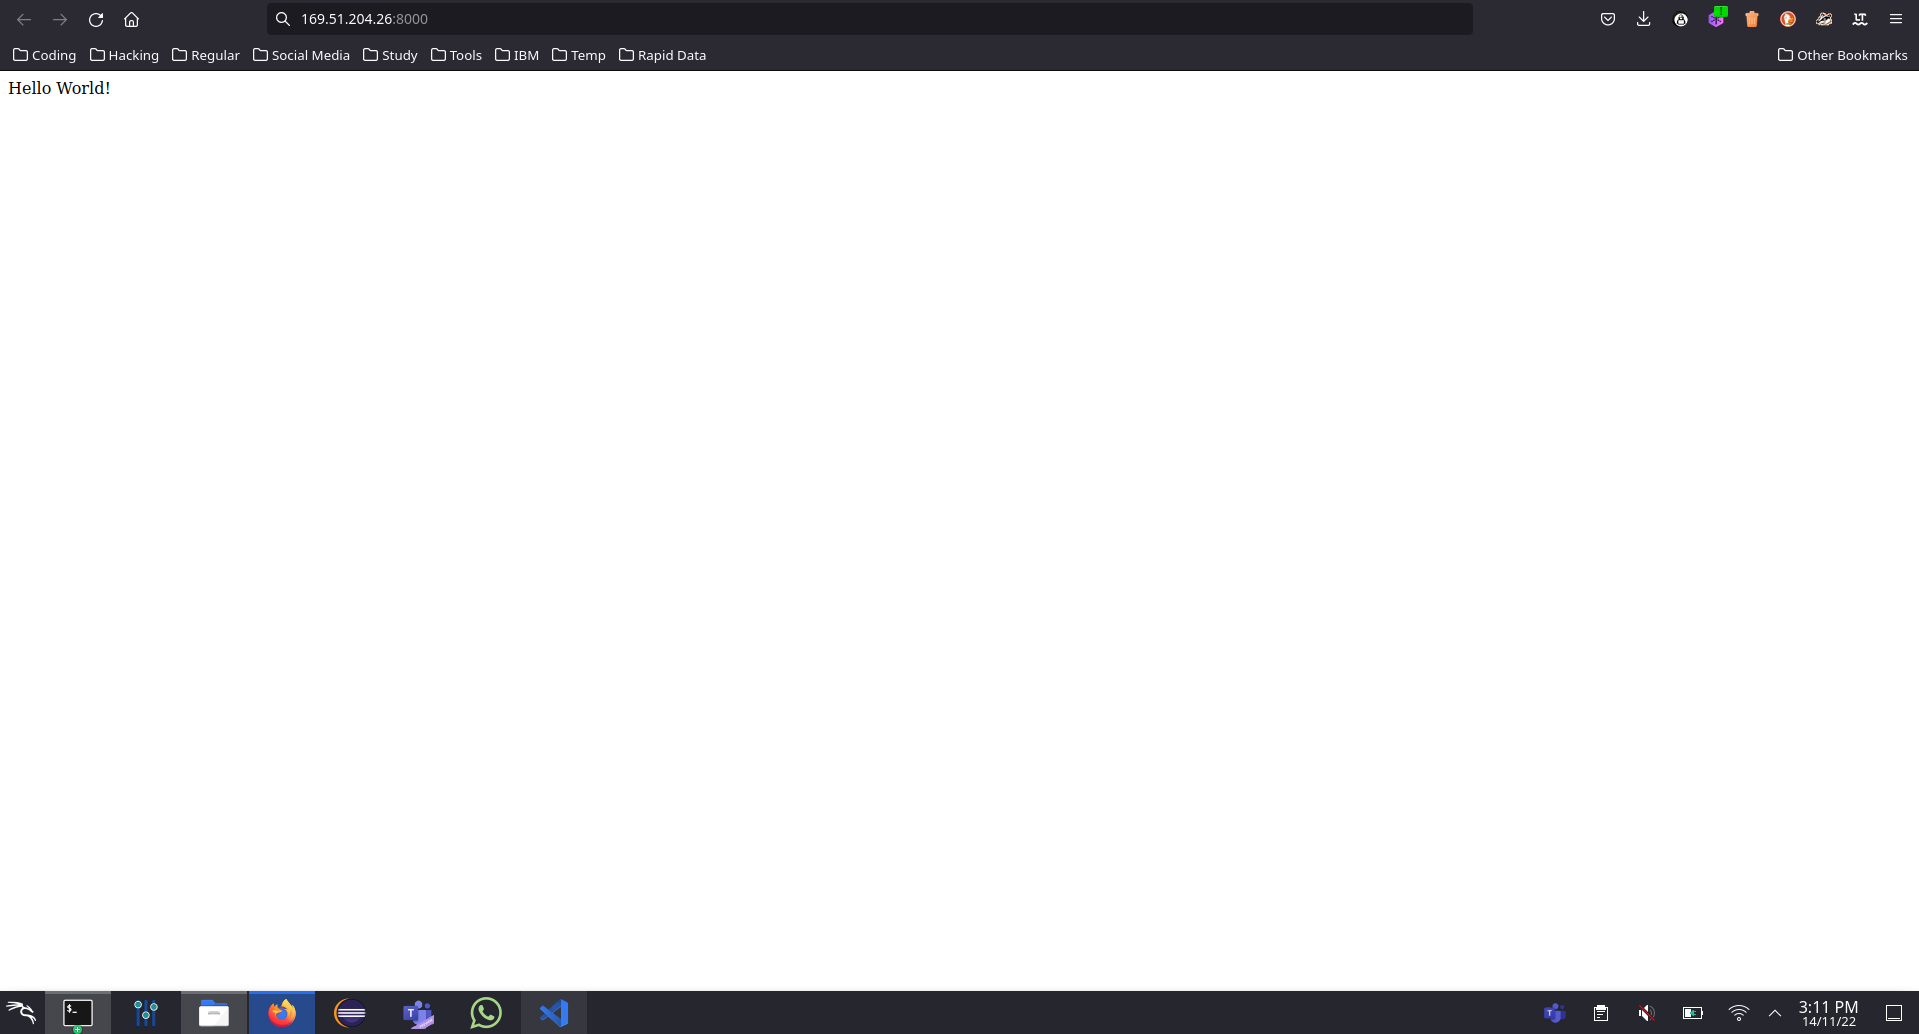 169.51.204.26:8000
Coding Hacking Regular Social Media Study Tools IBM Temp Rapid Data Other Bookmarks
Hello World!
3:11 PM
14/11/22